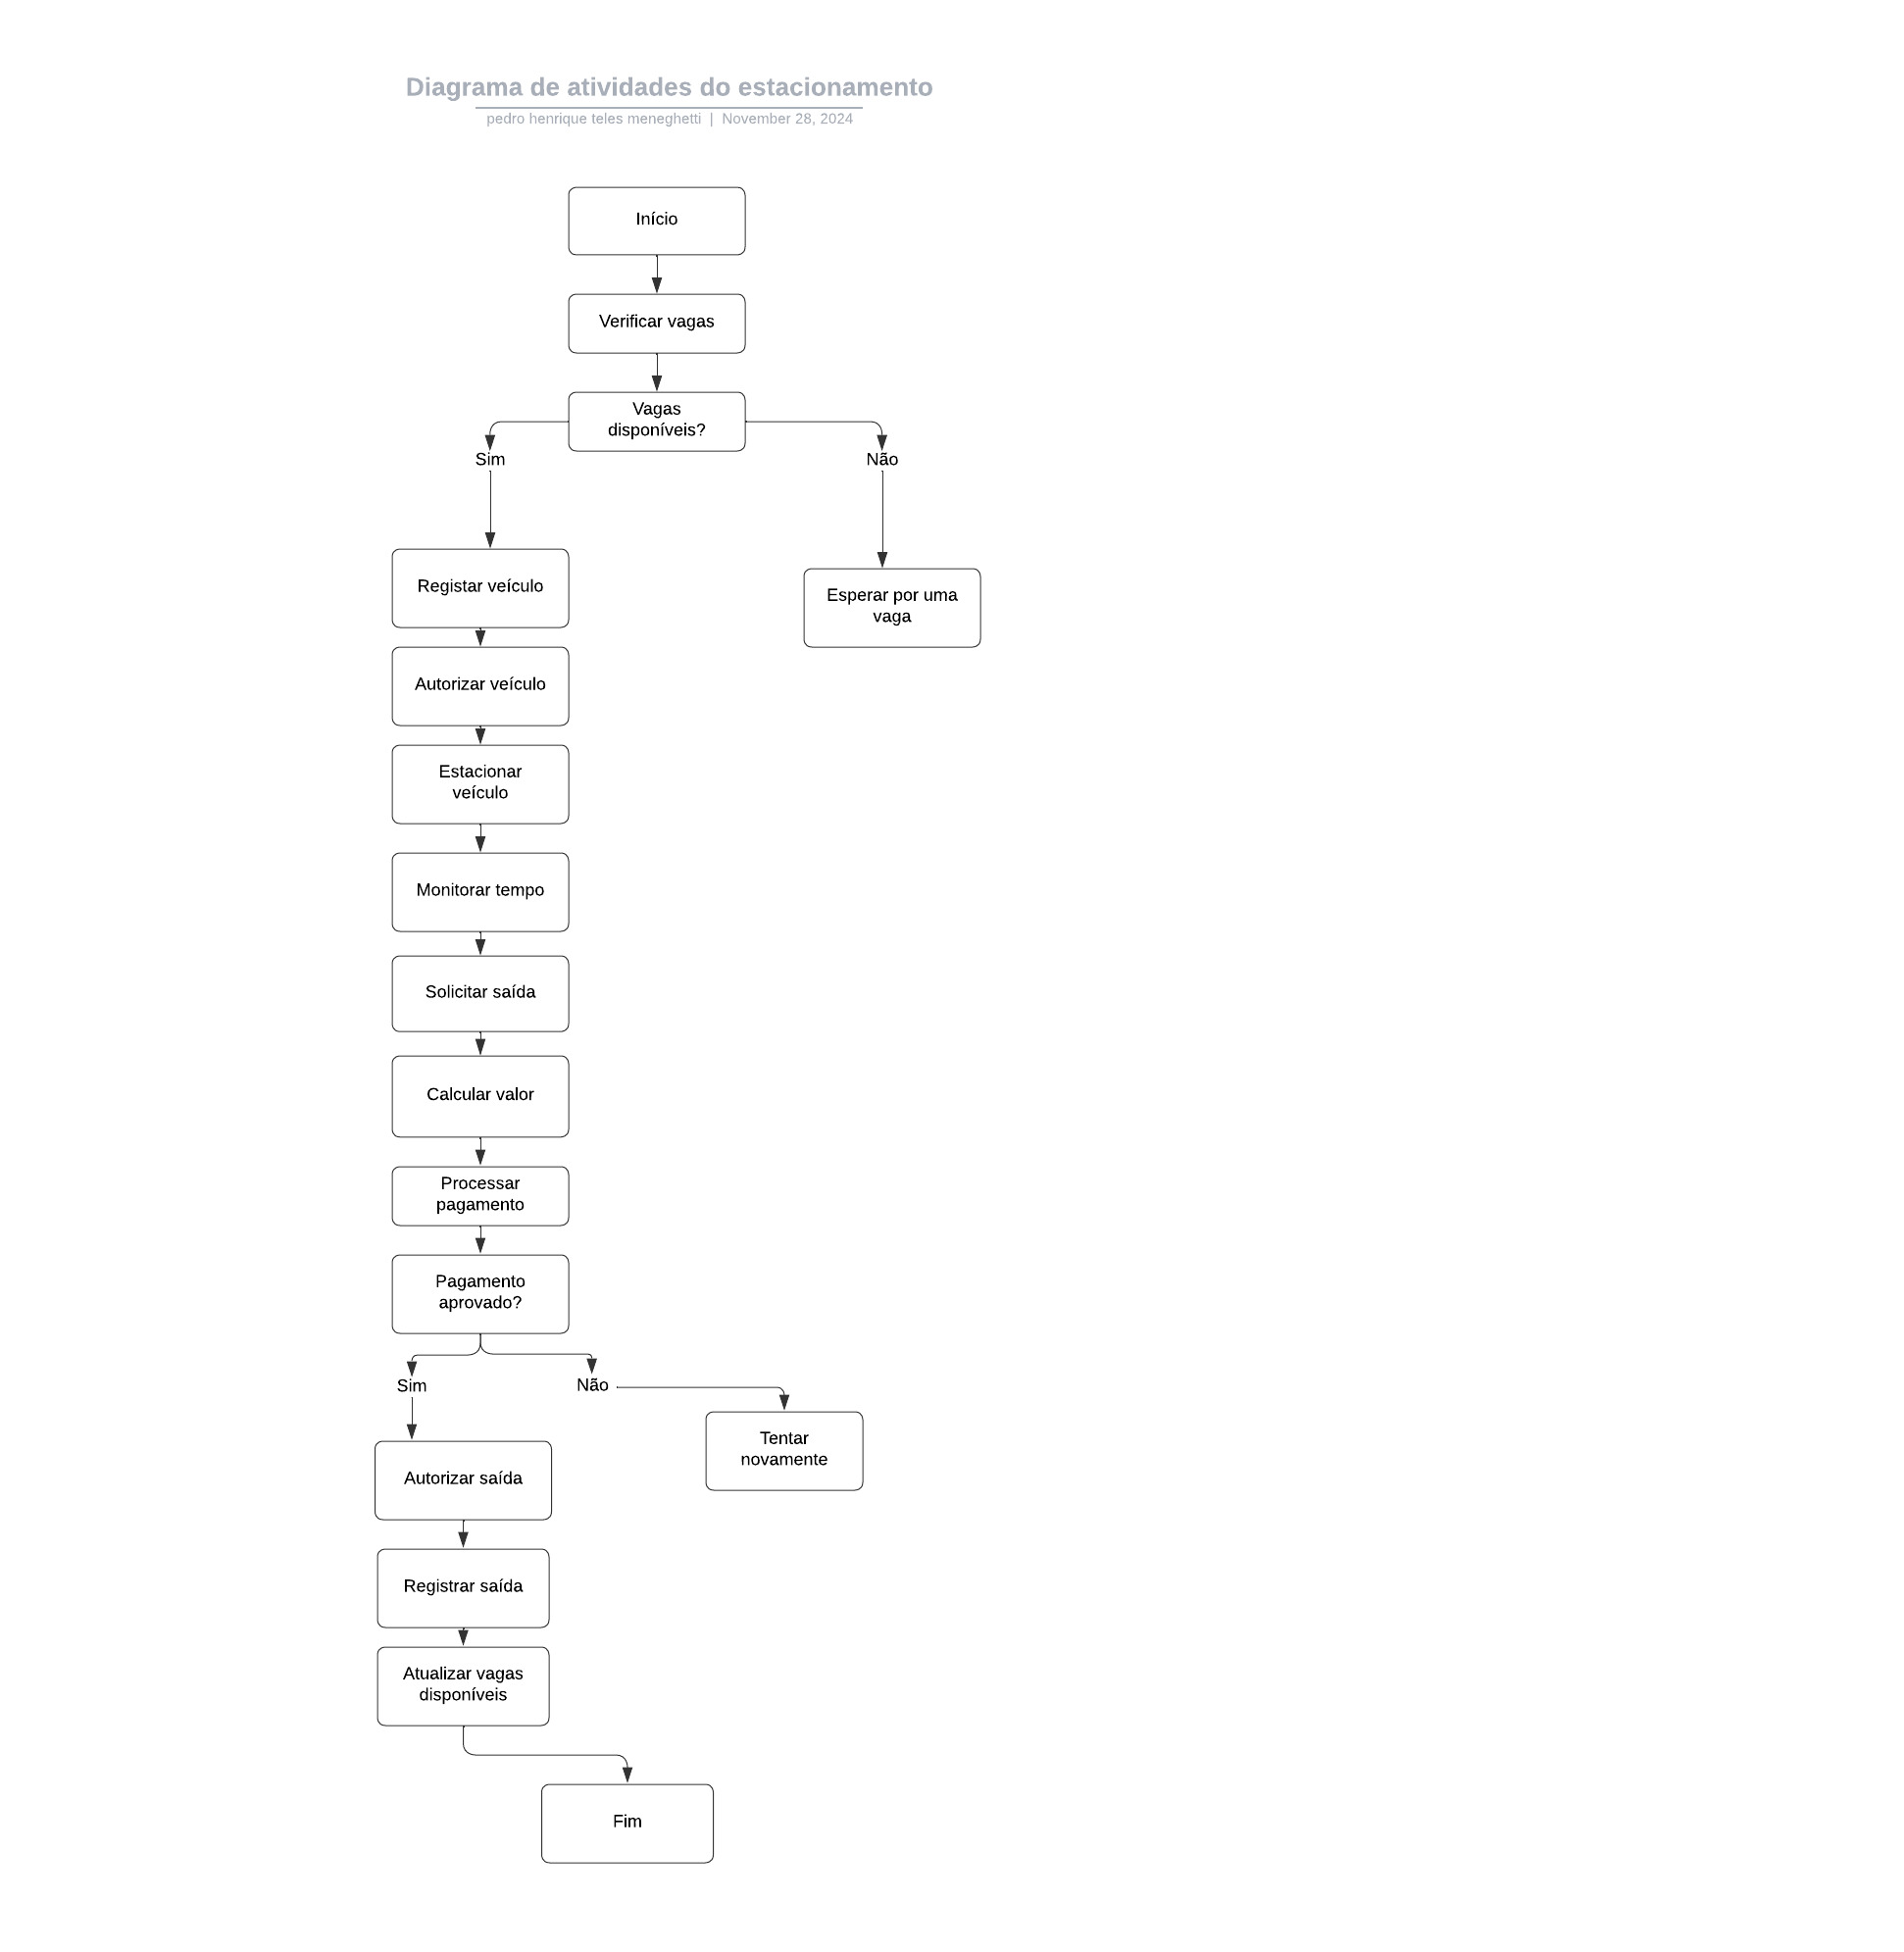 Diagrama de atividades do estacionamento
pedro henrique teles meneghetti | November 28, 2024
Início
Verificar vagas
Vagas
disponíveis?
Sim
Não
Registar veículo
Esperar por uma
vaga
Autorizar veículo
Estacionar
veículo
Monitorar tempo
Solicitar saída
Calcular valor
Processar
pagamento
Pagamento
aprovado?
Sim
Não
Tentar
novamente
Autorizar saída
Registrar saída
Atualizar vagas
disponíveis
Fim